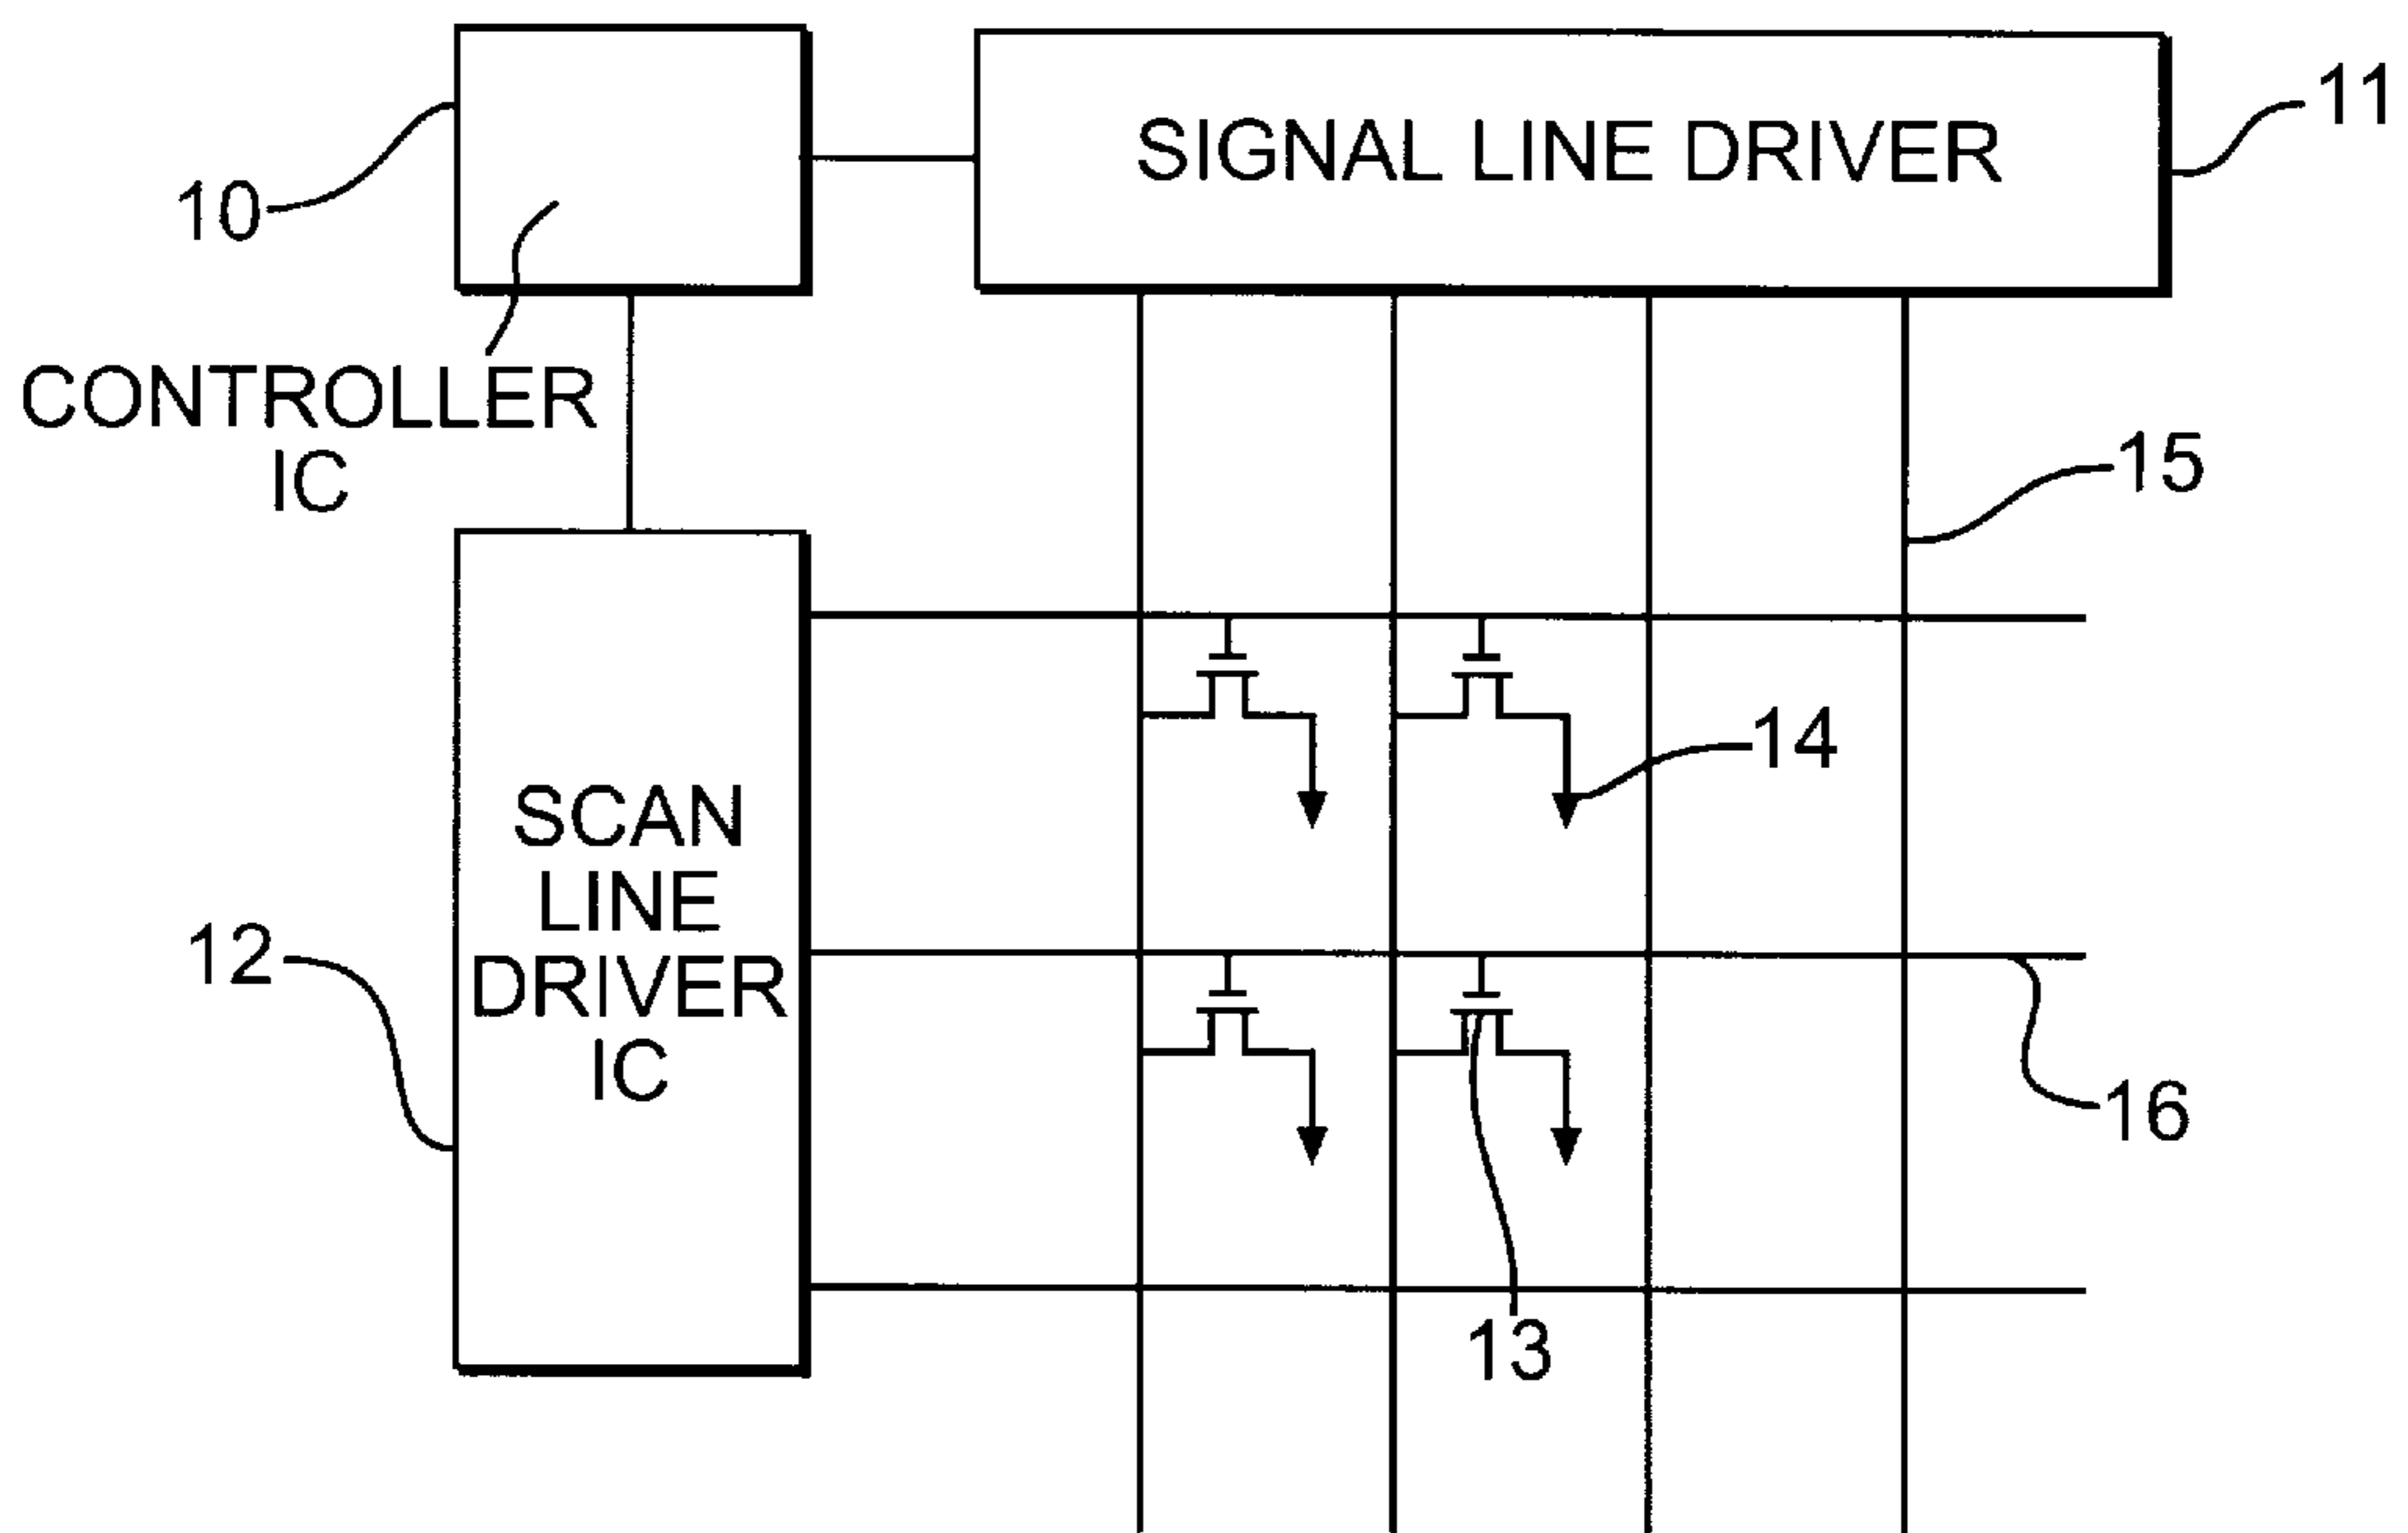 SIGNAL LINE DRIVER
11
10
CONTROLLER
IC
15
14
SCAN
LINE
DRIVER
IC
12
16
13